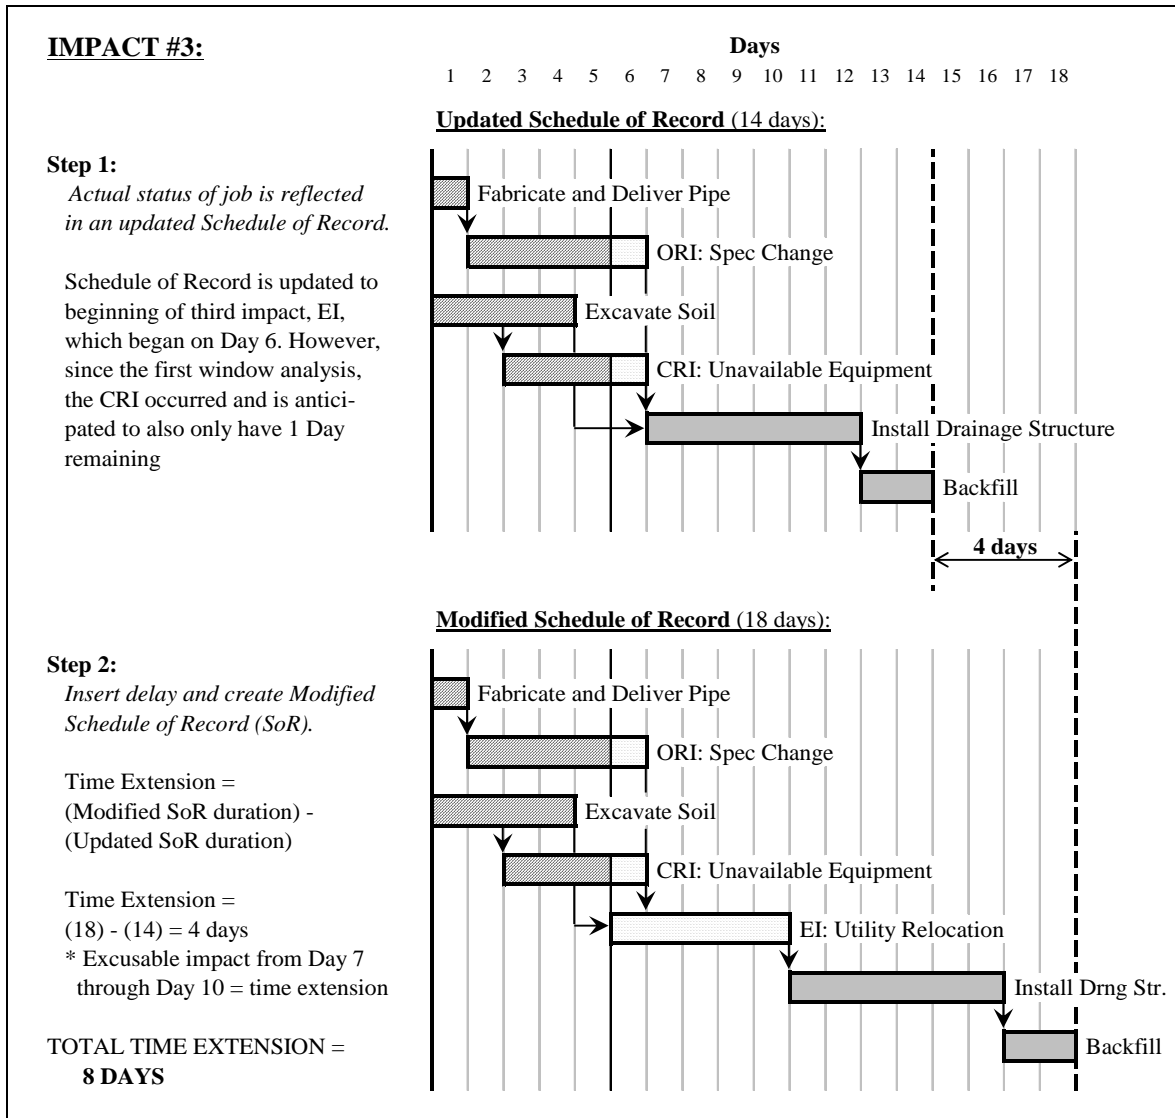 IMPACT #3:
Days
1 2 3 4 5 6 7 8 9 10 11 12 13 14 15 16 17 18
Updated Schedule of Record (14 days):
Step 1:
Actual status of job is reflected
in an updated Schedule of Record.
Schedule of Record is updated to
beginning of third impact, EI,
which began on Day 6. However,
since the first window analysis,
the CRI occurred and is antici-
pated to also only have 1 Day
remaining
Fabricate and Deliver Pipe
ORI: Spec Change
Excavate Soil
CRI: Unavailable Equipment
Install Drainage Structure
Backfill
4 days
Modified Schedule of Record (18 days):
Step 2:
Insert delay and create Modified
Schedule of Record (SoR).
Time Extension =
(Modified SoR duration) -
(Updated SoR duration)
Time Extension =
(18) - (14) = 4 days
* Excusable impact from Day 7
through Day 10 = time extension
TOTAL TIME EXTENSION =
8 DAYS
Fabricate and Deliver Pipe
ORI: Spec Change
Excavate Soil
CRI: Unavailable Equipment
EI: Utility Relocation
Install Drng Str.
Backfill